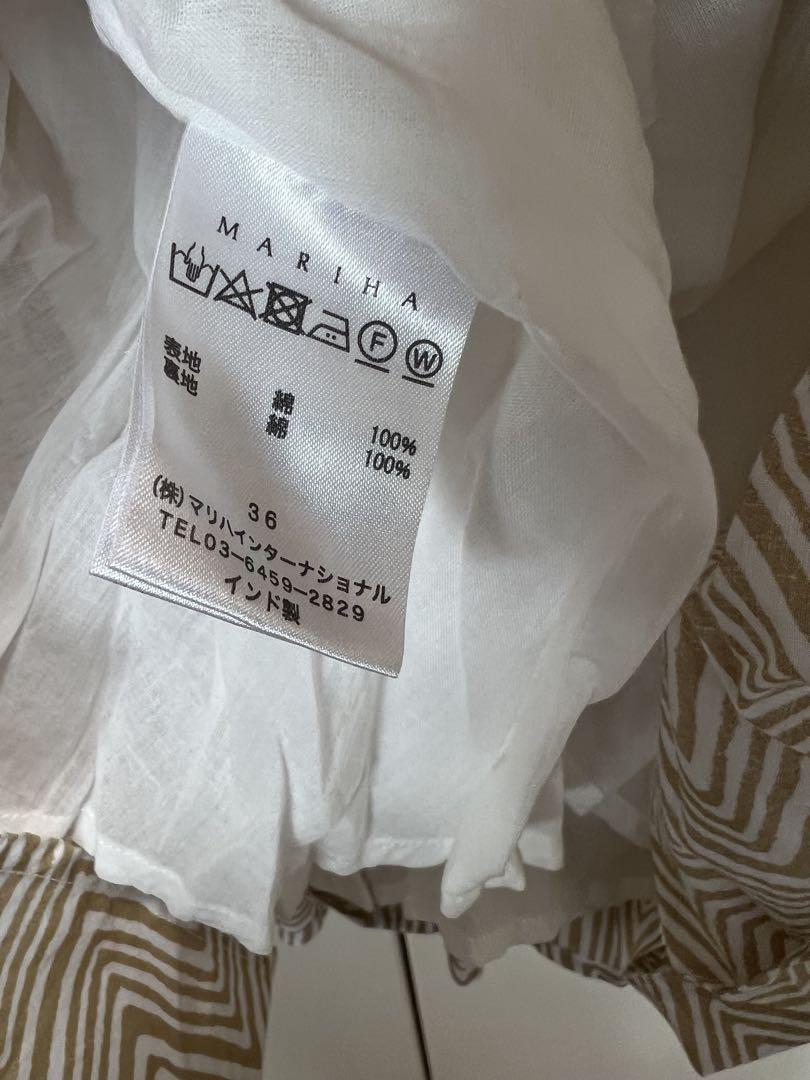 MARIHA
F W
表地 綿 100%
裏地 綿 100%
36
(株)マリハインターナショナル
TEL03-6459-2829
インド製